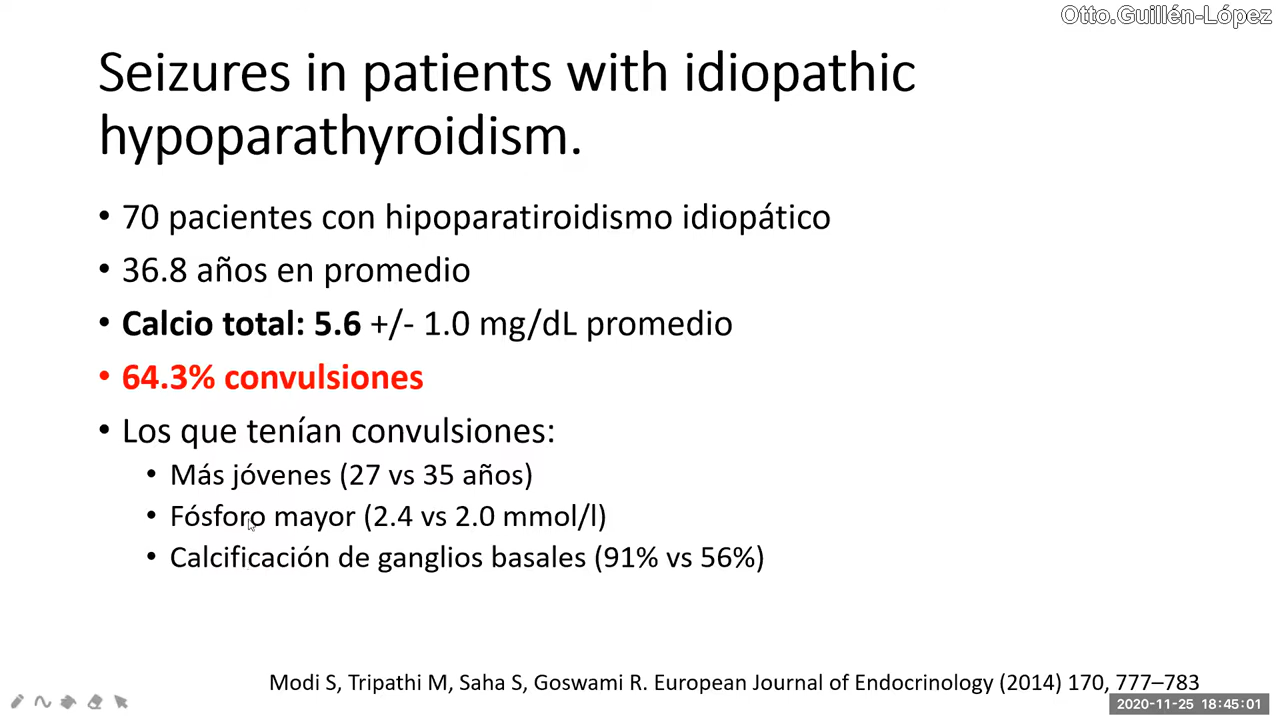 Otto.Guillén-López
Seizures in patients with idiopathic
hypoparathyroidism.
• 70 pacientes con hipoparatiroidismo idiopático
• 36.8 años en promedio
• Calcio total: 5.6 +/- 1.0 mg/dL promedio
• 64.3% convulsiones
• Los que tenían convulsiones:
• Más jóvenes (27 vs 35 años)
• Fósforo mayor (2.4 vs 2.0 mmol/l)
• Calcificación de ganglios basales (91% vs 56%)
Modi S, Tripathi M, Saha S, Goswami R. European Journal of Endocrinology (2014) 170, 777–783
2020-11-25 18:45:01